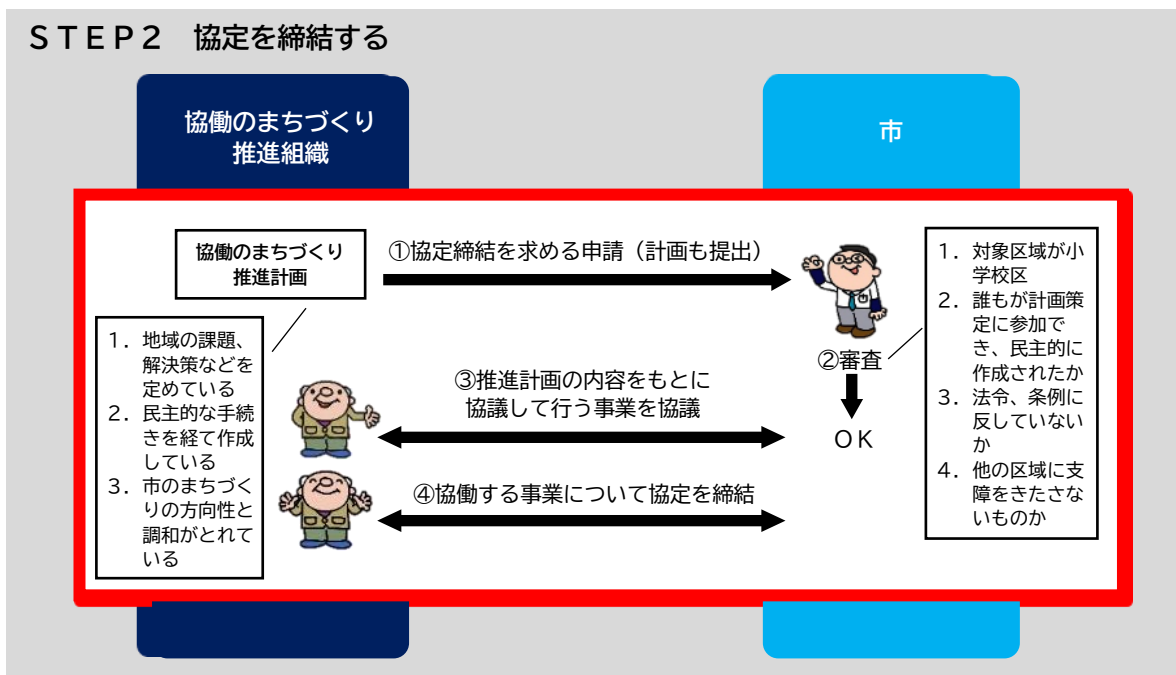 ＳＴＥＰ２　協定を締結する
協働のまちづくり
推進組織
市
協働のまちづくり
推進計画
①協定締結を求める申請（計画も提出）
１．地域の課題、
解決策などを
定めている
２．民主的な手続
きを経て作成
している
３．市のまちづく
りの方向性と
調和がとれて
いる
②審査
ＯＫ
１．対象区域が小
学校区
２．誰もが計画策
定に参加で
き、民主的に
作成されたか
３．法令、条例に
反していない
か
４．他の区域に支
障をきたさな
いものか
③推進計画の内容をもとに
協議して行う事業を協議
④協働する事業について協定を締結